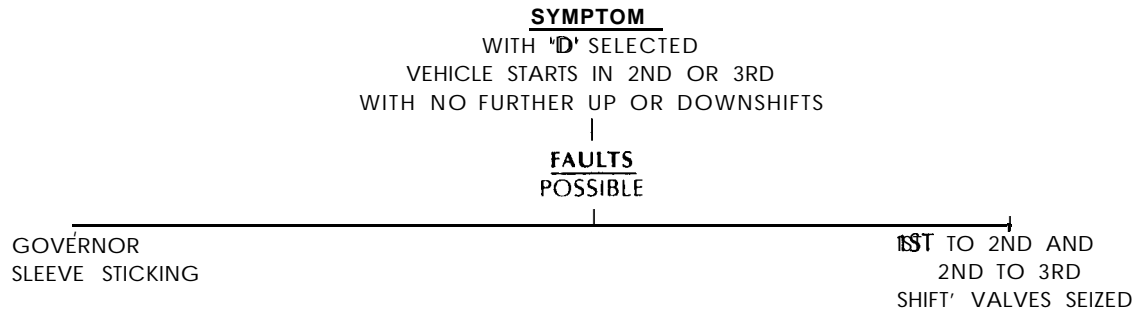 SYMPTOM
WITH 'D' SELECTED
VEHICLE STARTS IN 2ND OR 3RD
WITH NO FURTHER UP OR DOWNSHIFTS
FAULTS
POSSIBLE
GOVERNOR
SLEEVE STICKING
1ST TO 2ND AND
2ND TO 3RD
SHIFT' VALVES SEIZED